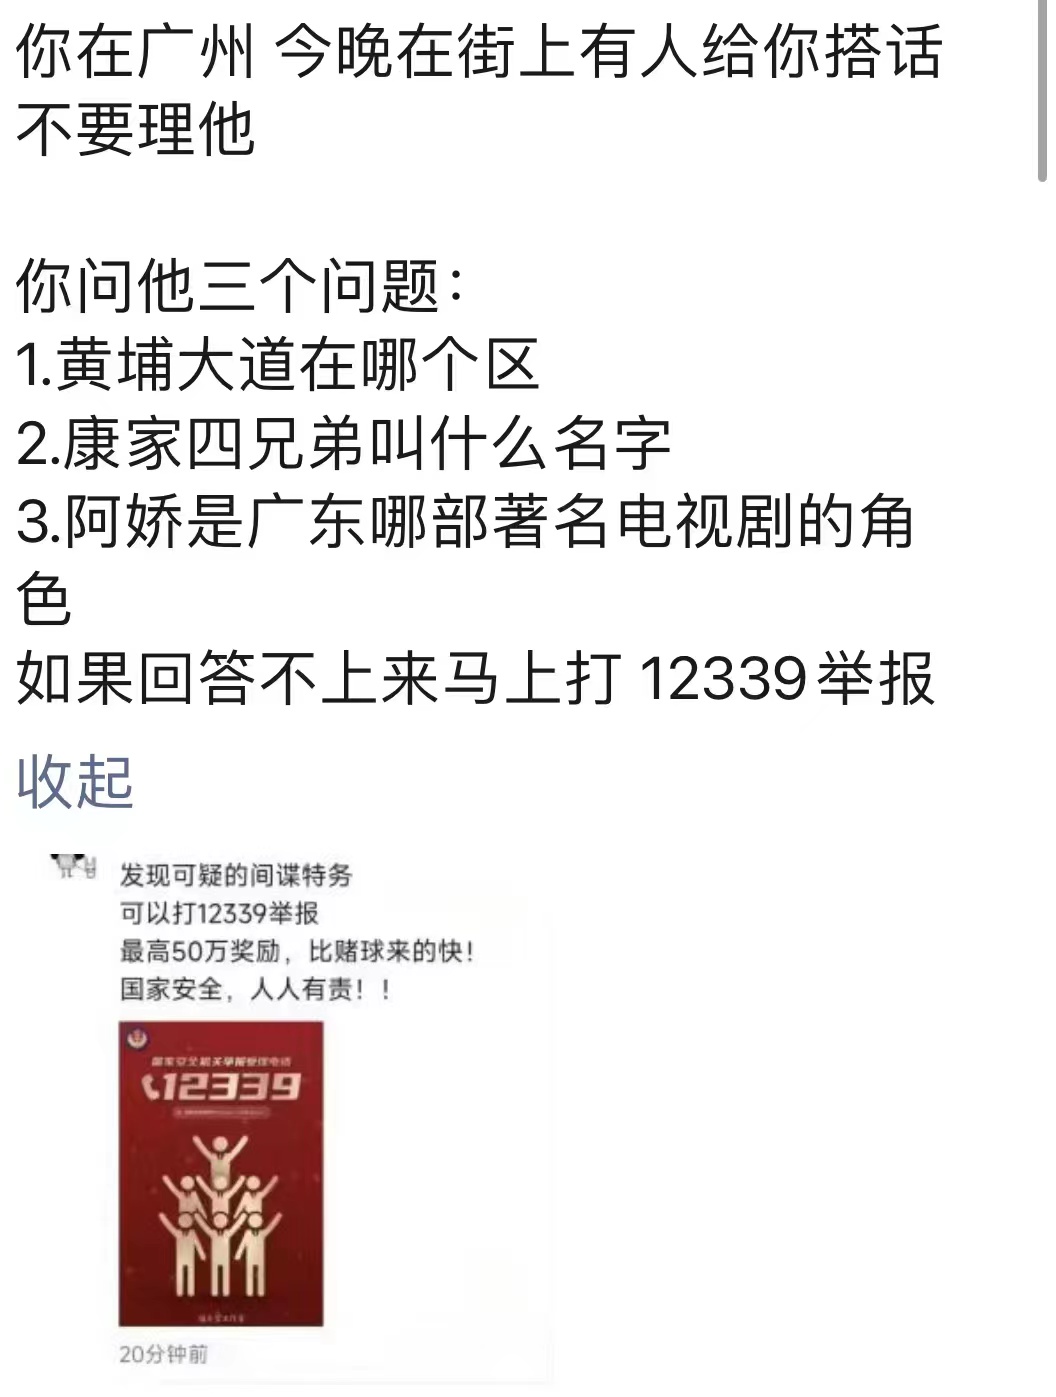 你在广州 今晚在街上有人给你搭话
不要理他
你问他三个问题：
1.黄埔大道在哪个区
2.康家四兄弟叫什么名字
3.阿娇是广东哪部著名电视剧的角
色
如果回答不上来马上打 12339举报
收起
发现可疑的间谍特务
可以打12339举报
最高50万奖励，比赌球来的快！
国家安全，人人有责！！
国家安全机关举报受理电话
12339
20分钟前